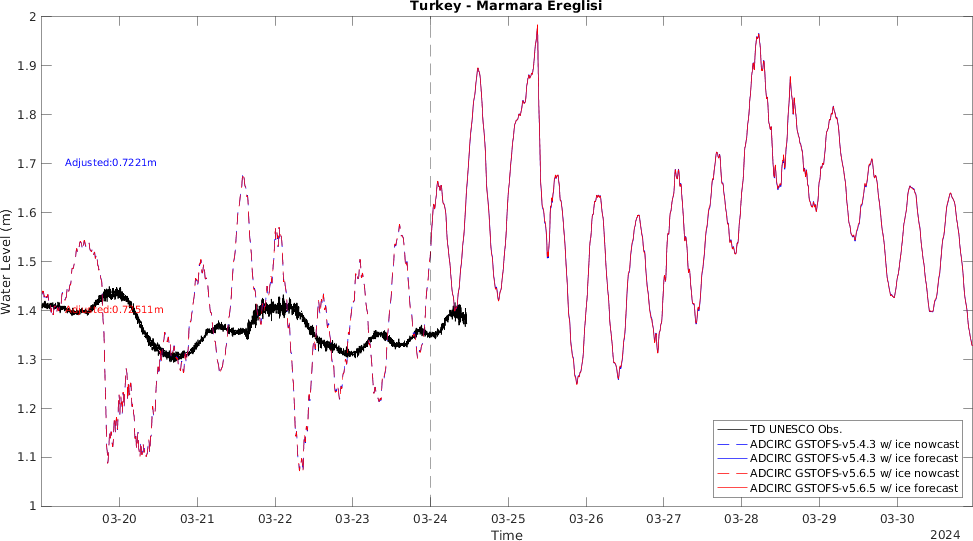 Turkey - Marmara Ereglisi
2
1.9
1.8
1.7
1.6
1.5
1.4
1.3
1.2
1.1
1
Water Level (m)
Adjusted:0.7221m
Adjusted:0.72511m
TD UNESCO Obs.
ADCIRC GSTOFS-v5.4.3 w/ ice nowcast
ADCIRC GSTOFS-v5.4.3 w/ ice forecast
ADCIRC GSTOFS-v5.6.5 w/ ice nowcast
ADCIRC GSTOFS-v5.6.5 w/ ice forecast
03-20 03-21 03-22 03-23 03-24 03-25 03-26 03-27 03-28 03-29 03-30
Time
2024